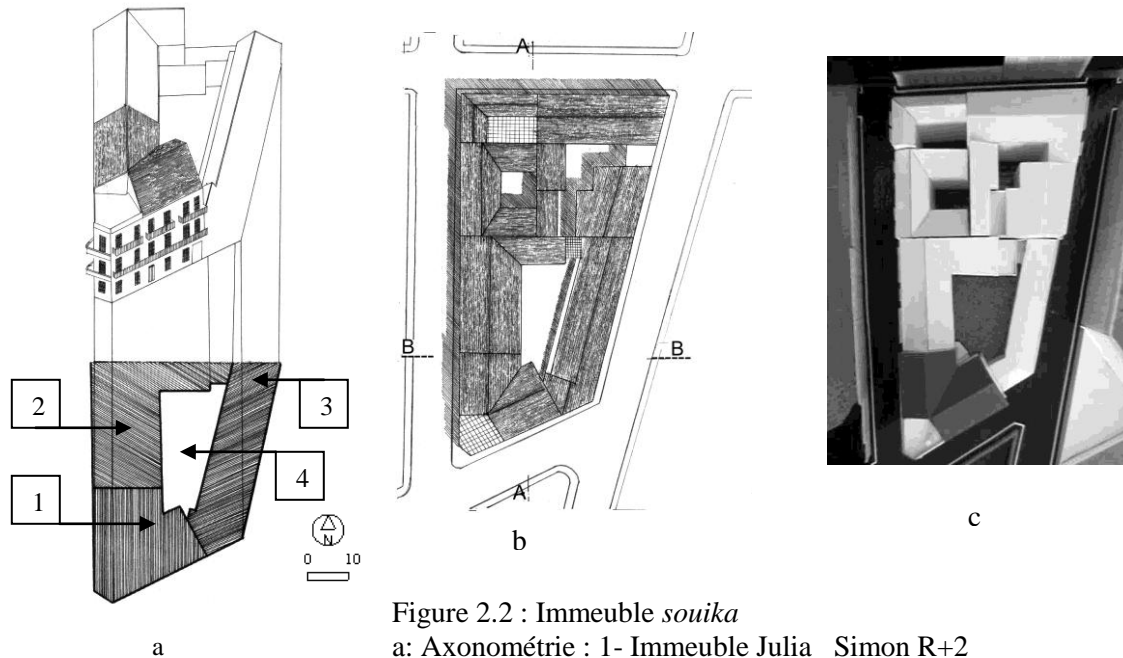 A
B
B
A
2
3
4
1
N
0 10
a
b
c
Figure 2.2 : Immeuble souika
a: Axonométrie : 1- Immeuble Julia Simon R+2